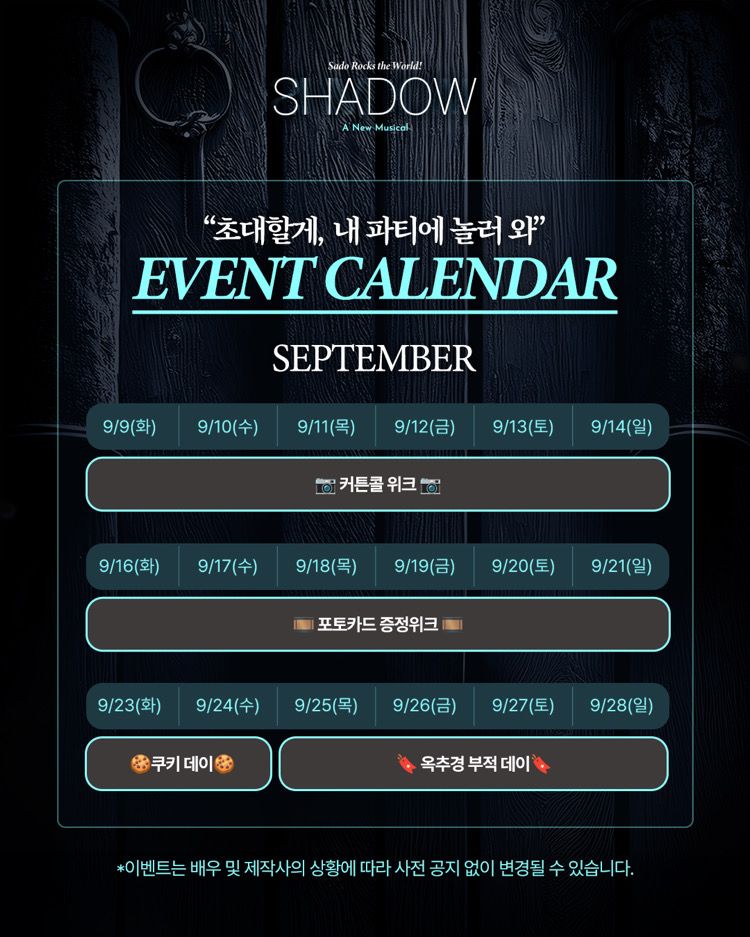 Sado Rocks the World!
SHADOW
A New Musical
“초대할게, 내 파티에 놀러 와”
EVENT CALENDAR
SEPTEMBER
9/9(화) 9/10(수) 9/11(목) 9/12(금) 9/13(토) 9/14(일)
📷 커튼콜 위크 📷
9/16(화) 9/17(수) 9/18(목) 9/19(금) 9/20(토) 9/21(일)
🎞️ 포토카드 증정위크 🎞️
9/23(화) 9/24(수) 9/25(목) 9/26(금) 9/27(토) 9/28(일)
🍪쿠키 데이🍪 🔖 옥추경 부적 데이🔖
*이벤트는 배우 및 제작사의 상황에 따라 사전 공지 없이 변경될 수 있습니다.